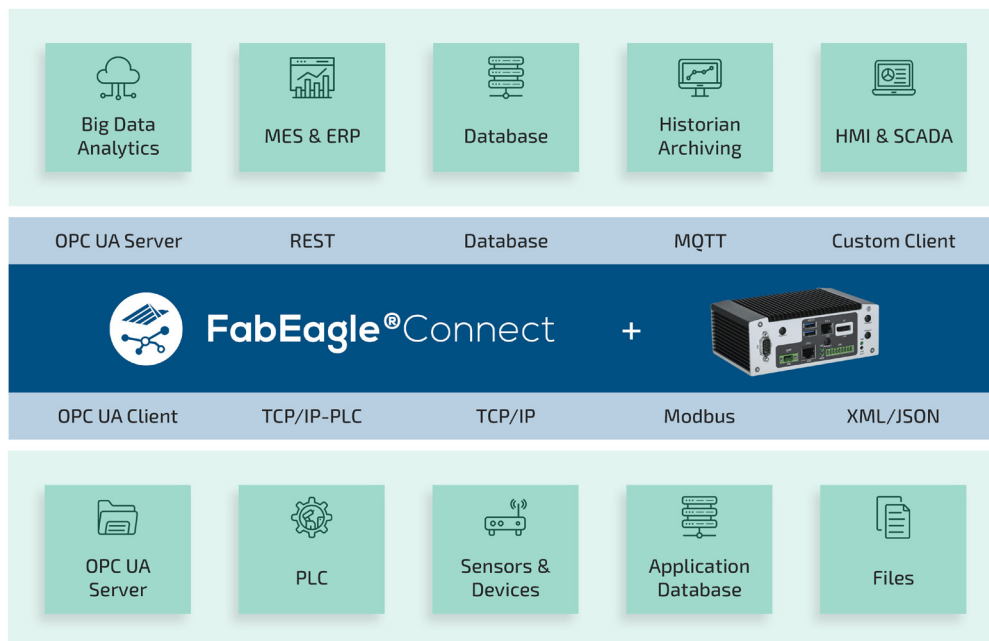 Big Data
Analytics
MES & ERP
Database
Historian
Archiving
HMI & SCADA
OPC UA Server
REST
Database
MQTT
Custom Client
FabEagle®Connect
+
OPC UA Client
TCP/IP-PLC
TCP/IP
Modbus
XML/JSON
OPC UA
Server
PLC
Sensors &
Devices
Application
Database
Files